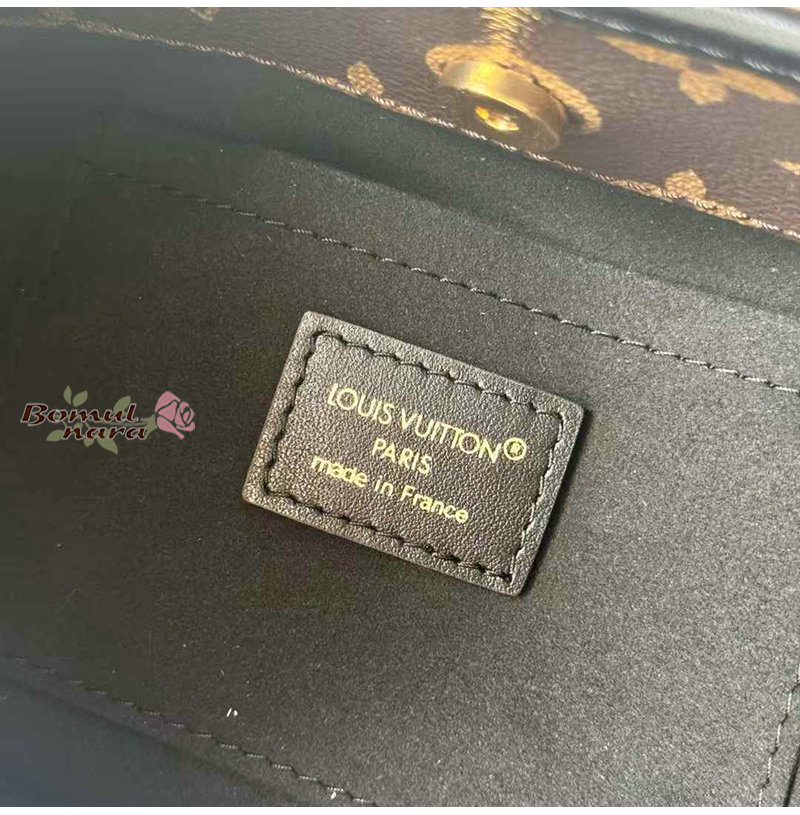 Bomul
nara
LOUIS VUITTON®
PARIS
made in France